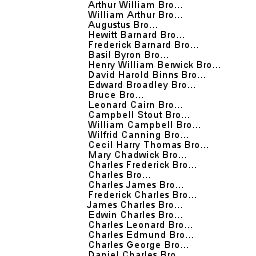 Arthur William Bro...
William Arthur Bro...
Augustus Bro...
Hewitt Barnard Bro...
Frederick Barnard Bro...
Basil Byron Bro...
Henry William Berwick Bro...
David Harold Binns Bro...
Edward Broadley Bro...
Bruce Bro...
Leonard Cairn Bro...
Campbell Stout Bro...
William Campbell Bro...
Wilfrid Canning Bro...
Cecil Harry Thomas Bro...
Mary Chadwick Bro...
Charles Frederick Bro...
Charles Bro...
Charles James Bro...
Frederick Charles Bro...
James Charles Bro...
Edwin Charles Bro...
Charles Leonard Bro...
Charles Edmund Bro...
Charles George Bro...
Daniel Charles Bro...